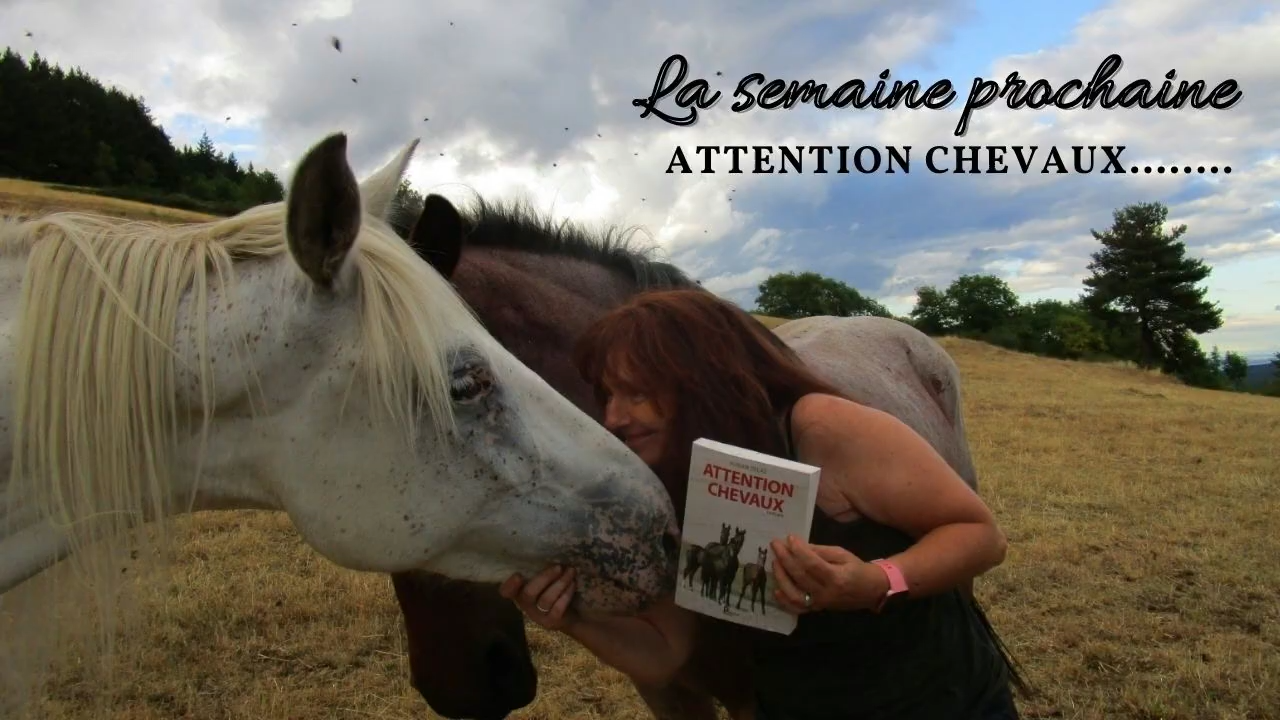 La semaine prochaine
ATTENTION CHEVAUX........
ATTENTION
CHEVAUX